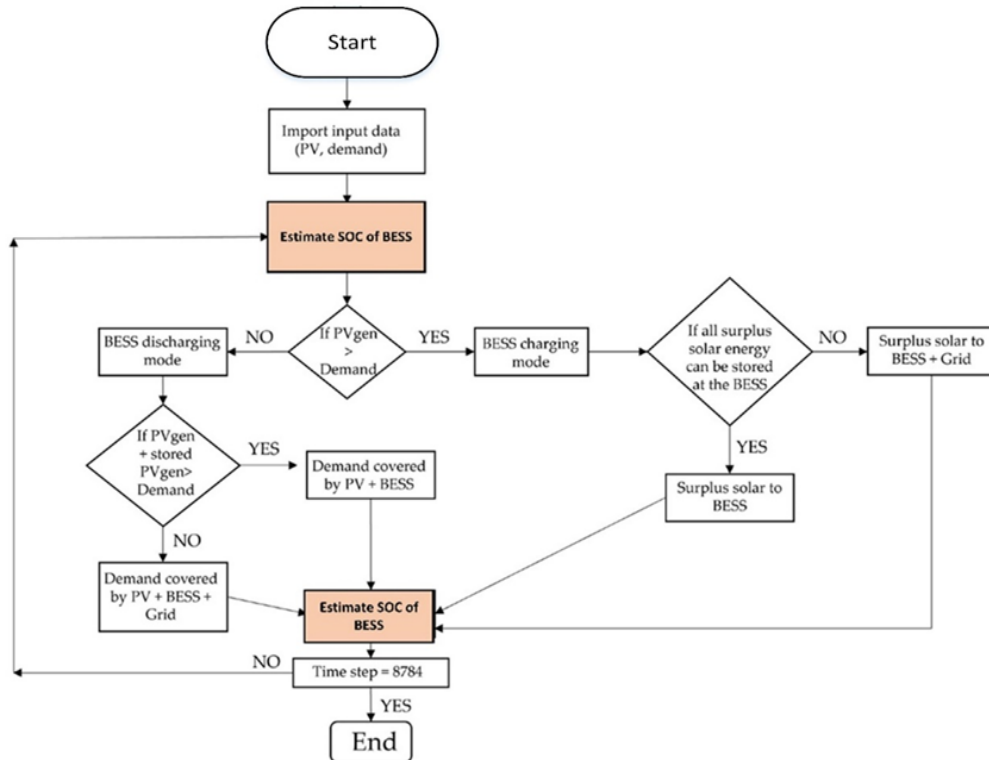 Start
Import input data
(PV, demand)
Estimate SOC of BESS
If PVgen
>
Demand
NO
YES
BESS discharging
mode
BESS charging
mode
If all surplus
solar energy
can be stored
at the BESS
NO
Surplus solar to
BESS + Grid
YES
Surplus solar to
BESS
If PVgen
+ stored
PVgen>
Demand
YES
Demand covered
by PV + BESS
NO
Demand covered
by PV + BESS +
Grid
Estimate SOC of
BESS
NO
Time step = 8784
YES
End